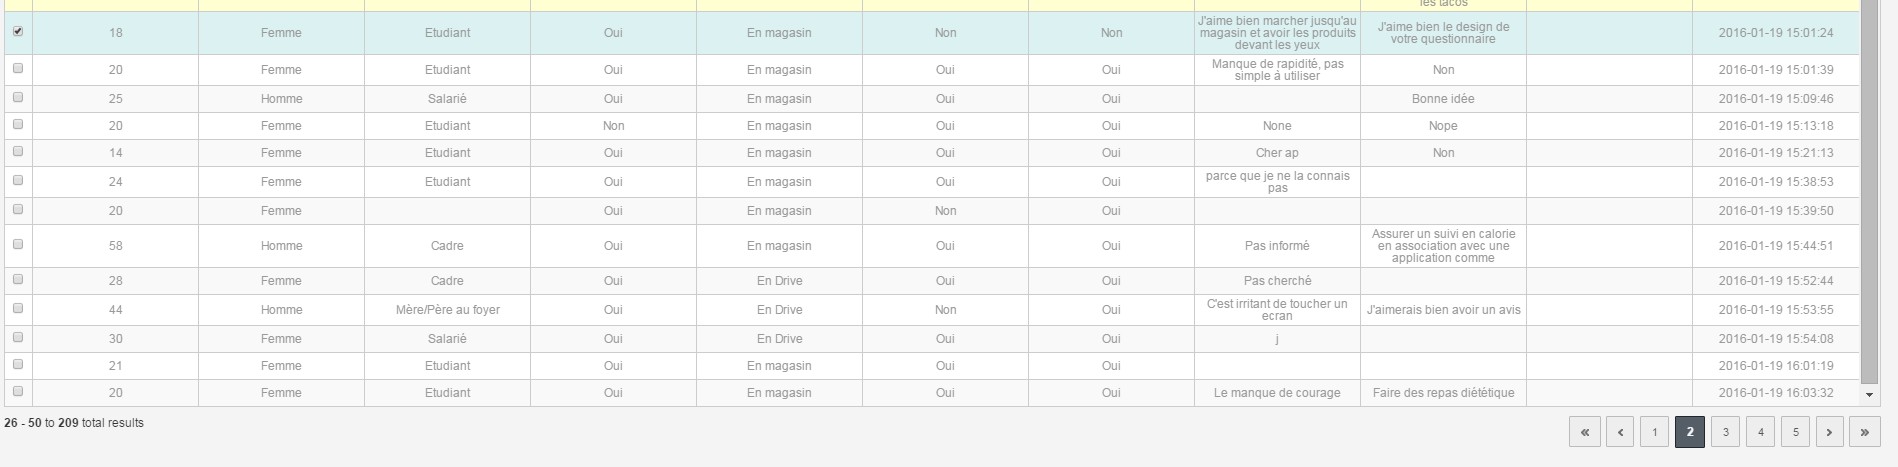 les tacos
18 Femme Etudiant Oui En magasin Non Non J'aime bien marcher jusqu'au magasin et avoir les produits devant les yeux J'aime bien le design de votre questionnaire 2016-01-19 15:01:24
20 Femme Etudiant Oui En magasin Oui Oui Manque de rapidité, pas simple à utiliser Non 2016-01-19 15:01:39
25 Homme Salarié Oui En magasin Oui Oui Bonne idée 2016-01-19 15:09:46
20 Femme Etudiant Non En magasin Oui Oui None Nope 2016-01-19 15:13:18
14 Femme Etudiant Oui En magasin Oui Oui Cher ap Non 2016-01-19 15:21:13
24 Femme Etudiant Oui En magasin Oui Oui parce que je ne la connais pas 2016-01-19 15:38:53
20 Femme Oui En magasin Non Oui 2016-01-19 15:39:50
58 Homme Cadre Oui En magasin Oui Oui Pas informé Assurer un suivi en calorie en association avec une application comme 2016-01-19 15:44:51
28 Femme Cadre Oui En Drive Oui Oui Pas cherché 2016-01-19 15:52:44
44 Homme Mère/Père au foyer Oui En Drive Non Oui C'est irritant de toucher un ecran J'aimerais bien avoir un avis 2016-01-19 15:53:55
30 Femme Salarié Oui En Drive Oui Oui j 2016-01-19 15:54:08
21 Femme Etudiant Oui En magasin Oui Oui 2016-01-19 16:01:19
20 Femme Etudiant Oui En magasin Oui Oui Le manque de courage Faire des repas diététique 2016-01-19 16:03:32
26 - 50 to 209 total results « ‹ 1 2 3 4 5 › »